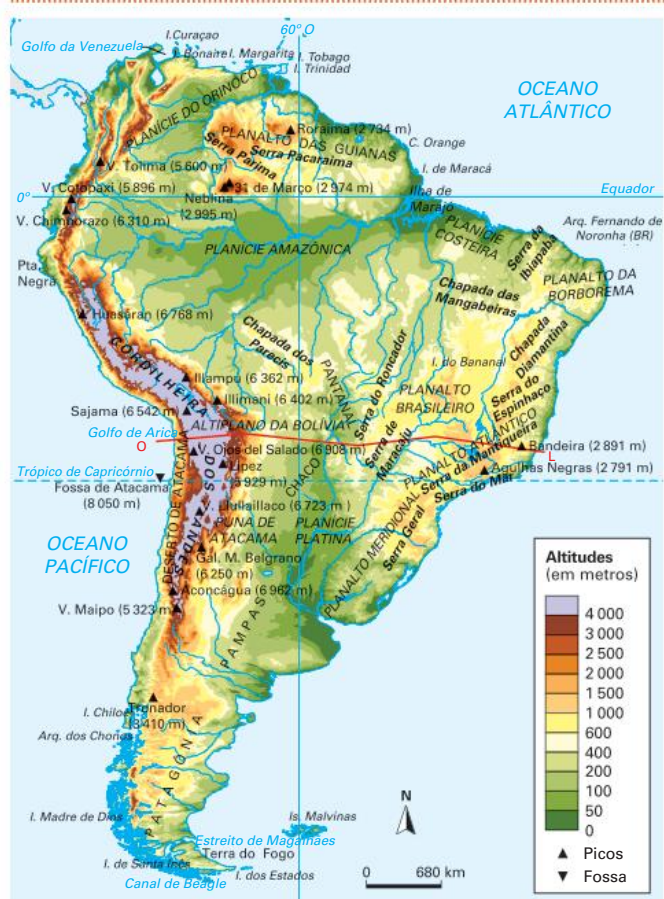 60° O
I. Curaçao
Golfo da Venezuela
I. Bonaire
I. Margarita
I. Tobago
I. Trinidad
OCEANO
ATLÂNTICO
PLANÍCIE DO ORINOCO
Roraima (2 734 m)
PLANALTO DAS GUIANAS
Serra Pacaraima
Serra Parima
C. Orange
V. Tolima (5 600 m)
I. de Maracá
V. Cotopaxi (5 896 m)
31 de Março (2 974 m)
Neblina
(2 995 m)
0°
Equador
Ilha de
Marajó
V. Chimborazo (6 310 m)
PLANÍCIE
COSTEIRA
Serra da
Ibiapaba
Arq. Fernando de
Noronha (BR)
PLANICIE AMAZÔNICA
Pta.
Negra
PLANALTO DA
BORBOREMA
Chapada das
Mangabeiras
Huascaran (6 768 m)
Chapada dos
Parecis
Chapada
Diamantina
I. do Bananal
CORDILHEIRA
DOS ANDES
PANTANAL
Serra do Roncador
Illampu (6 362 m)
Illimani (6 402 m)
PLANALTO
BRASILEIRO
Serra do
Espinhaço
Sajama (6 542 m)
ALTIPLANO DA BOLÍVIA
Golfo de Arica
O
Serra de
Maracaju
PLANALTO ATLÂNTICO
Bandeira (2 891 m)
L
V. Ojos del Salado (6 908 m)
Lipez
(5 929 m)
CHACO
Serra da Mantiqueira
Agulhas Negras (2 791 m)
Trópico de Capricórnio
Fossa de Atacama
(8 050 m)
Serra do Mar
DESERTO DE ATACAMA
V. Llullaillaco (6 723 m)
PUNA DE
ATACAMA
PLANÍCIE
PLATINA
PLANALTO MERIDIONAL
Serra Geral
OCEANO
PACÍFICO
Gal. M. Belgrano
(6 250 m)
Aconcágua (6 962 m)
V. Maipo (5 323 m)
PAMPAS
Tronador
(3 410 m)
I. Chiloé
Arq. dos Chonos
PATAGÔNIA
I. Madre de Dios
Is. Malvinas
Estreito de Magalhães
Terra do Fogo
I. de Santa Inés
I. dos Estados
Canal de Beagle
N
0 680 km
Altitudes
(em metros)
4 000
3 000
2 000
1 500
1 000
600
400
200
100
50
0
Picos
Fossa